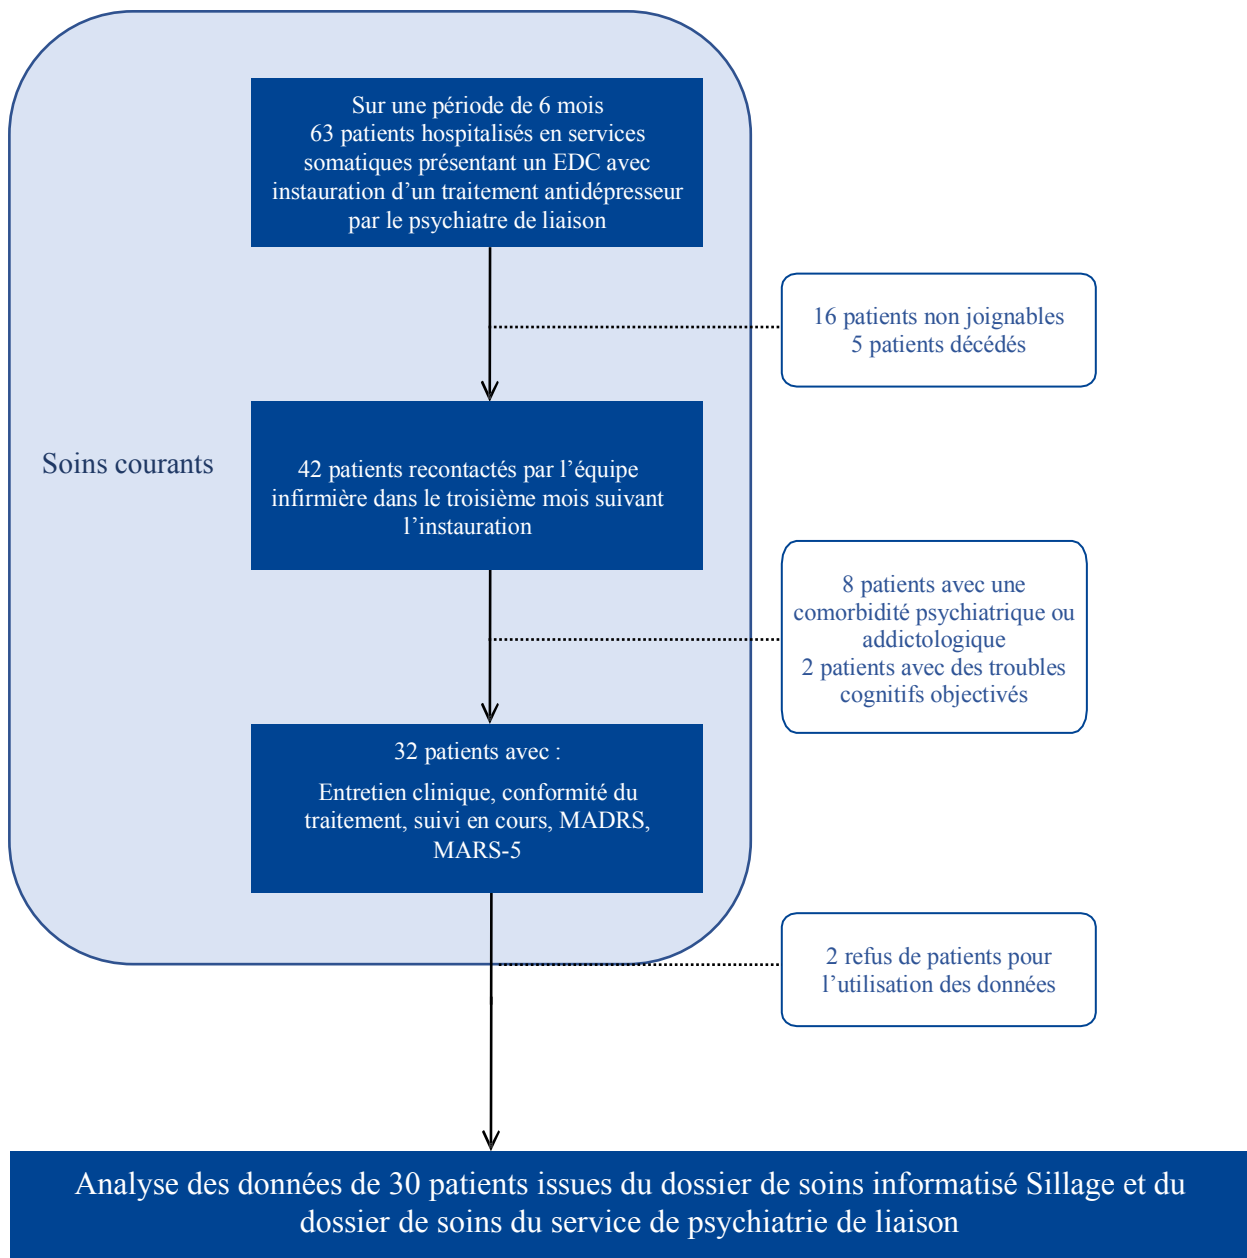 Sur une période de 6 mois
63 patients hospitalisés en services
somatiques présentant un EDC avec
instauration d’un traitement antidépresseur
par le psychiatre de liaison
16 patients non joignables
5 patients décédés
Soins courants
42 patients recontactés par l’équipe
infirmière dans le troisième mois suivant
l’instauration
8 patients avec une
comorbidité psychiatrique ou
addictologique
2 patients avec des troubles
cognitifs objectivés
32 patients avec :
Entretien clinique, conformité du
traitement, suivi en cours, MADRS,
MARS-5
2 refus de patients pour
l’utilisation des données
Analyse des données de 30 patients issues du dossier de soins informatisé Sillage et du
dossier de soins du service de psychiatrie de liaison